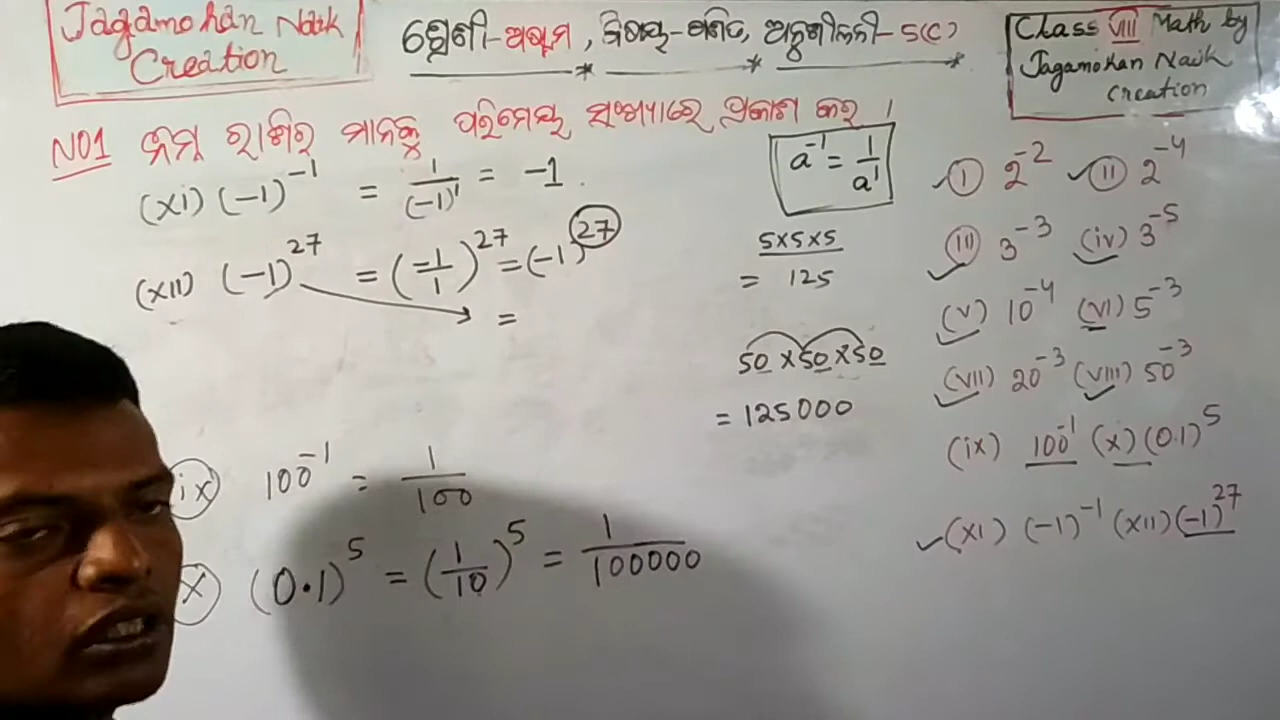 Jagamohan Naik
Creation
ଶ୍ରେଣୀ-ଅଷ୍ଟମ, ବିଷୟ-ଗଣିତ, ଅନୁଶୀଳନୀ-5(C)
Class VIII Math by
Jagamohan Naik
Creation
NO1 ନିମ୍ନ ରାଶିର ମାନକୁ ପରିମେୟ ସଂଖ୍ୟାରେ ପ୍ରକାଶ କର ।
(XI) (-1)⁻¹ = 1/(-1)¹ = -1
(XII) (-1)²⁷ = (-1/1)²⁷ = (-1)²⁷
=
a⁻¹ = 1/a¹
5×5×5
= 125
50×50×50
= 125000
ix) 100⁻¹ = 1/100
x) (0.1)⁵ = (1/10)⁵ = 1/100000
(I) 2⁻² (II) 2⁻⁴
(III) 3⁻³ (iv) 3⁻⁵
(V) 10⁻⁴ (VI) 5⁻³
(VII) 20⁻³ (VIII) 50⁻³
(ix) 100⁻¹ (x) (0.1)⁵
(XI) (-1)⁻¹ (XII) (-1)²⁷